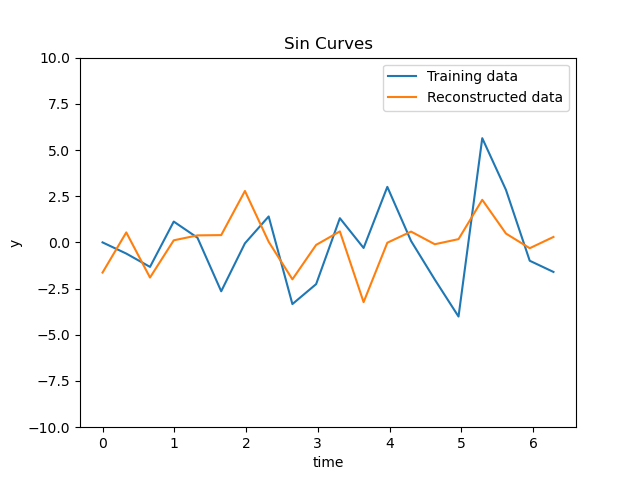 Sin Curves
Training data
Reconstructed data
10.0
7.5
5.0
2.5
0.0
−2.5
−5.0
−7.5
−10.0
y
0 1 2 3 4 5 6
time